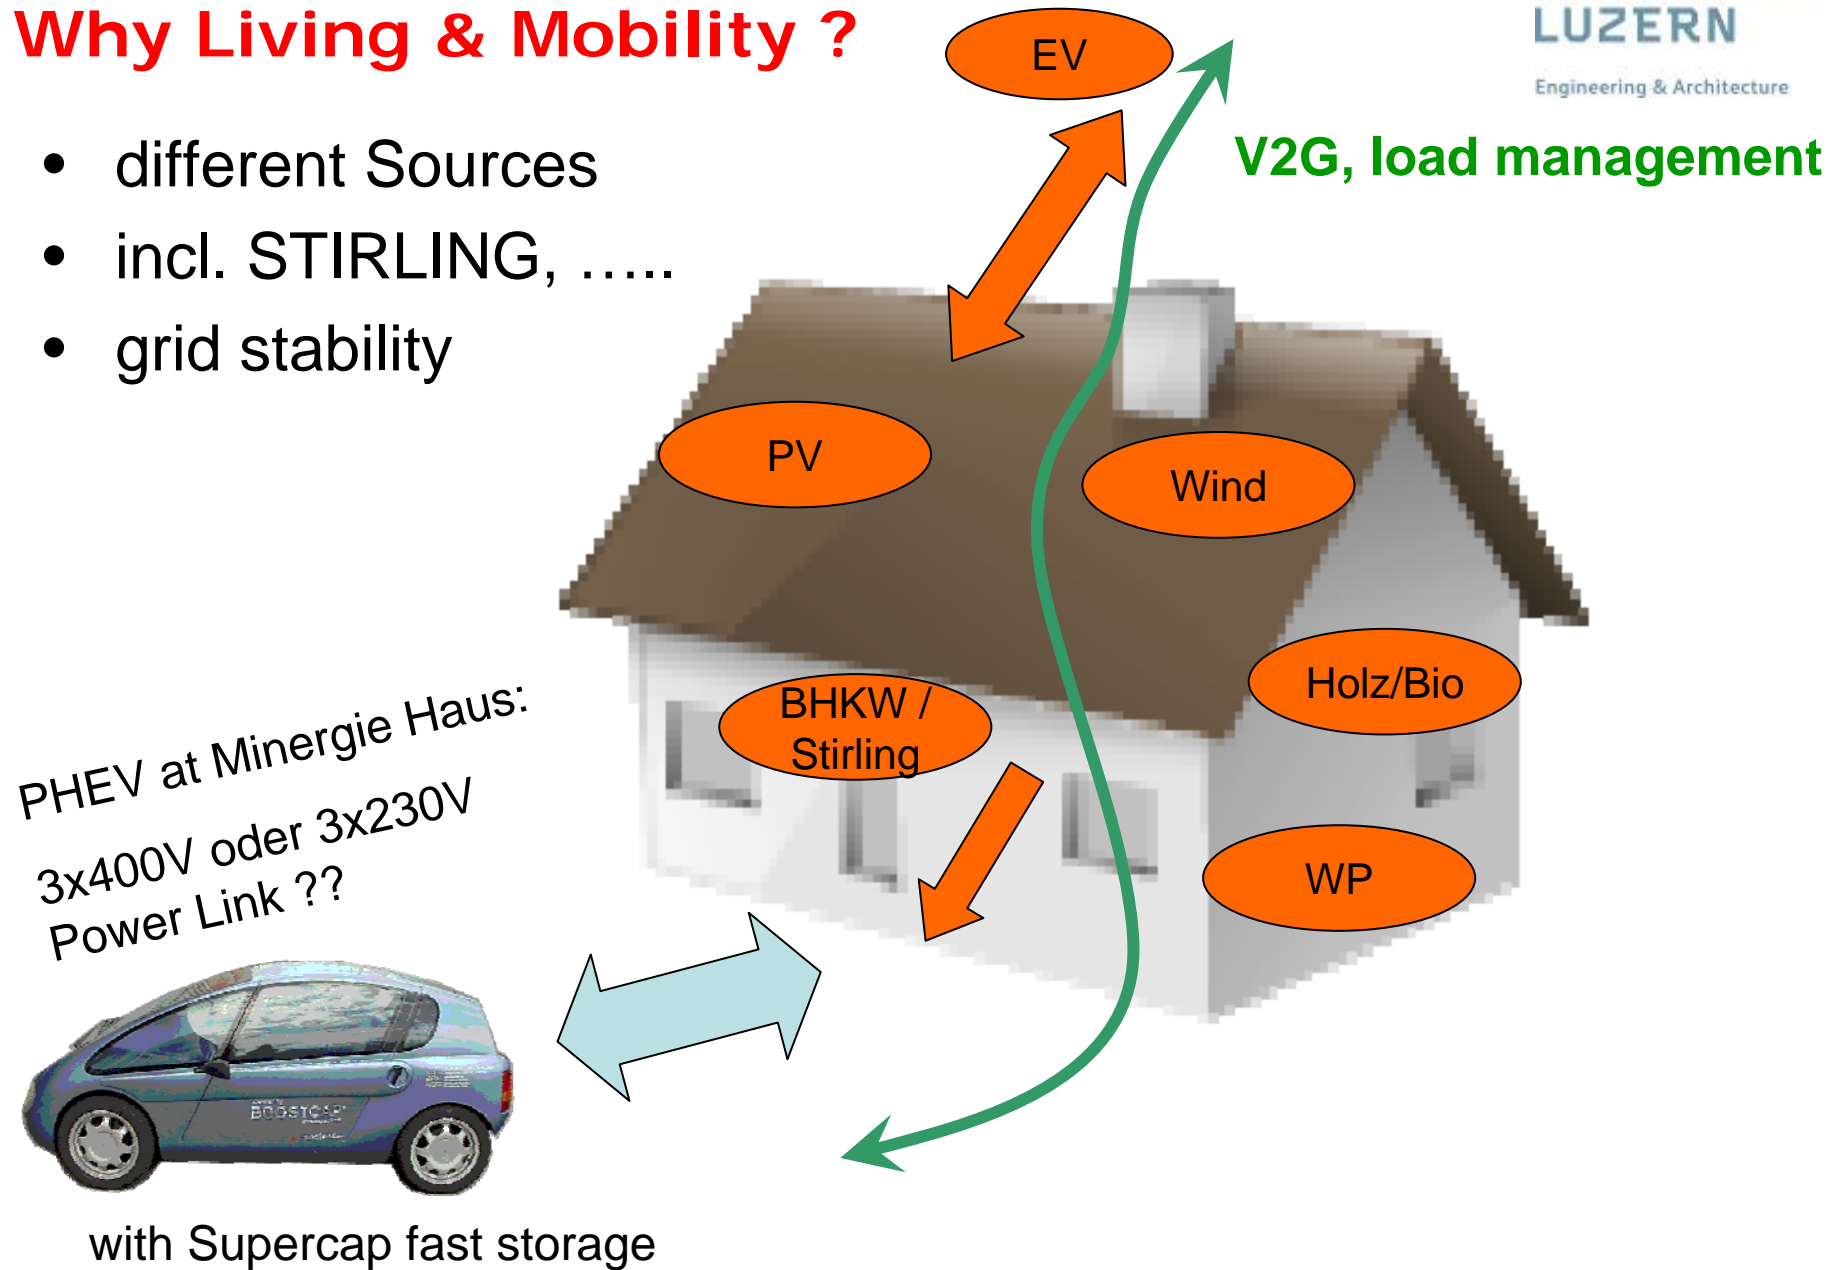 Why Living & Mobility ?
LUZERN
Engineering & Architecture
EV
V2G, load management
• different Sources
• incl. STIRLING, …..
• grid stability
PV
Wind
Holz/Bio
BHKW /
Stirling
WP
PHEV at Minergie Haus:
3x400V oder 3x230V
Power Link ??
BOOSTCAP
with Supercap fast storage